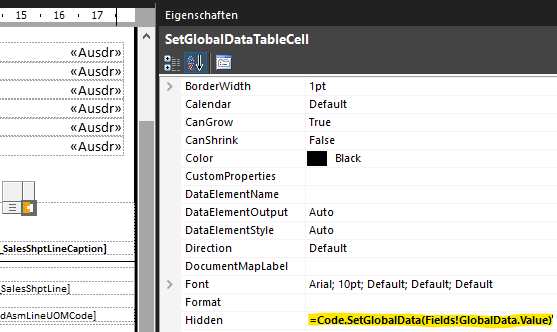 15 16 17
«Ausdr»
«Ausdr»
«Ausdr»
«Ausdr»
«Ausdr»
«Ausdr»
_SalesShptLineCaption]
_SalesShptLine]
dAsmLineUOMCode]
Eigenschaften
SetGlobalDataTableCell
BorderWidth 1pt
Calendar Default
CanGrow True
CanShrink False
Color Black
CustomProperties
DataElementName
DataElementOutput Auto
DataElementStyle Auto
Direction Default
DocumentMapLabel
Font Arial; 10pt; Default; Default; Default
Format
Hidden =Code.SetGlobalData(Fields!GlobalData.Value)